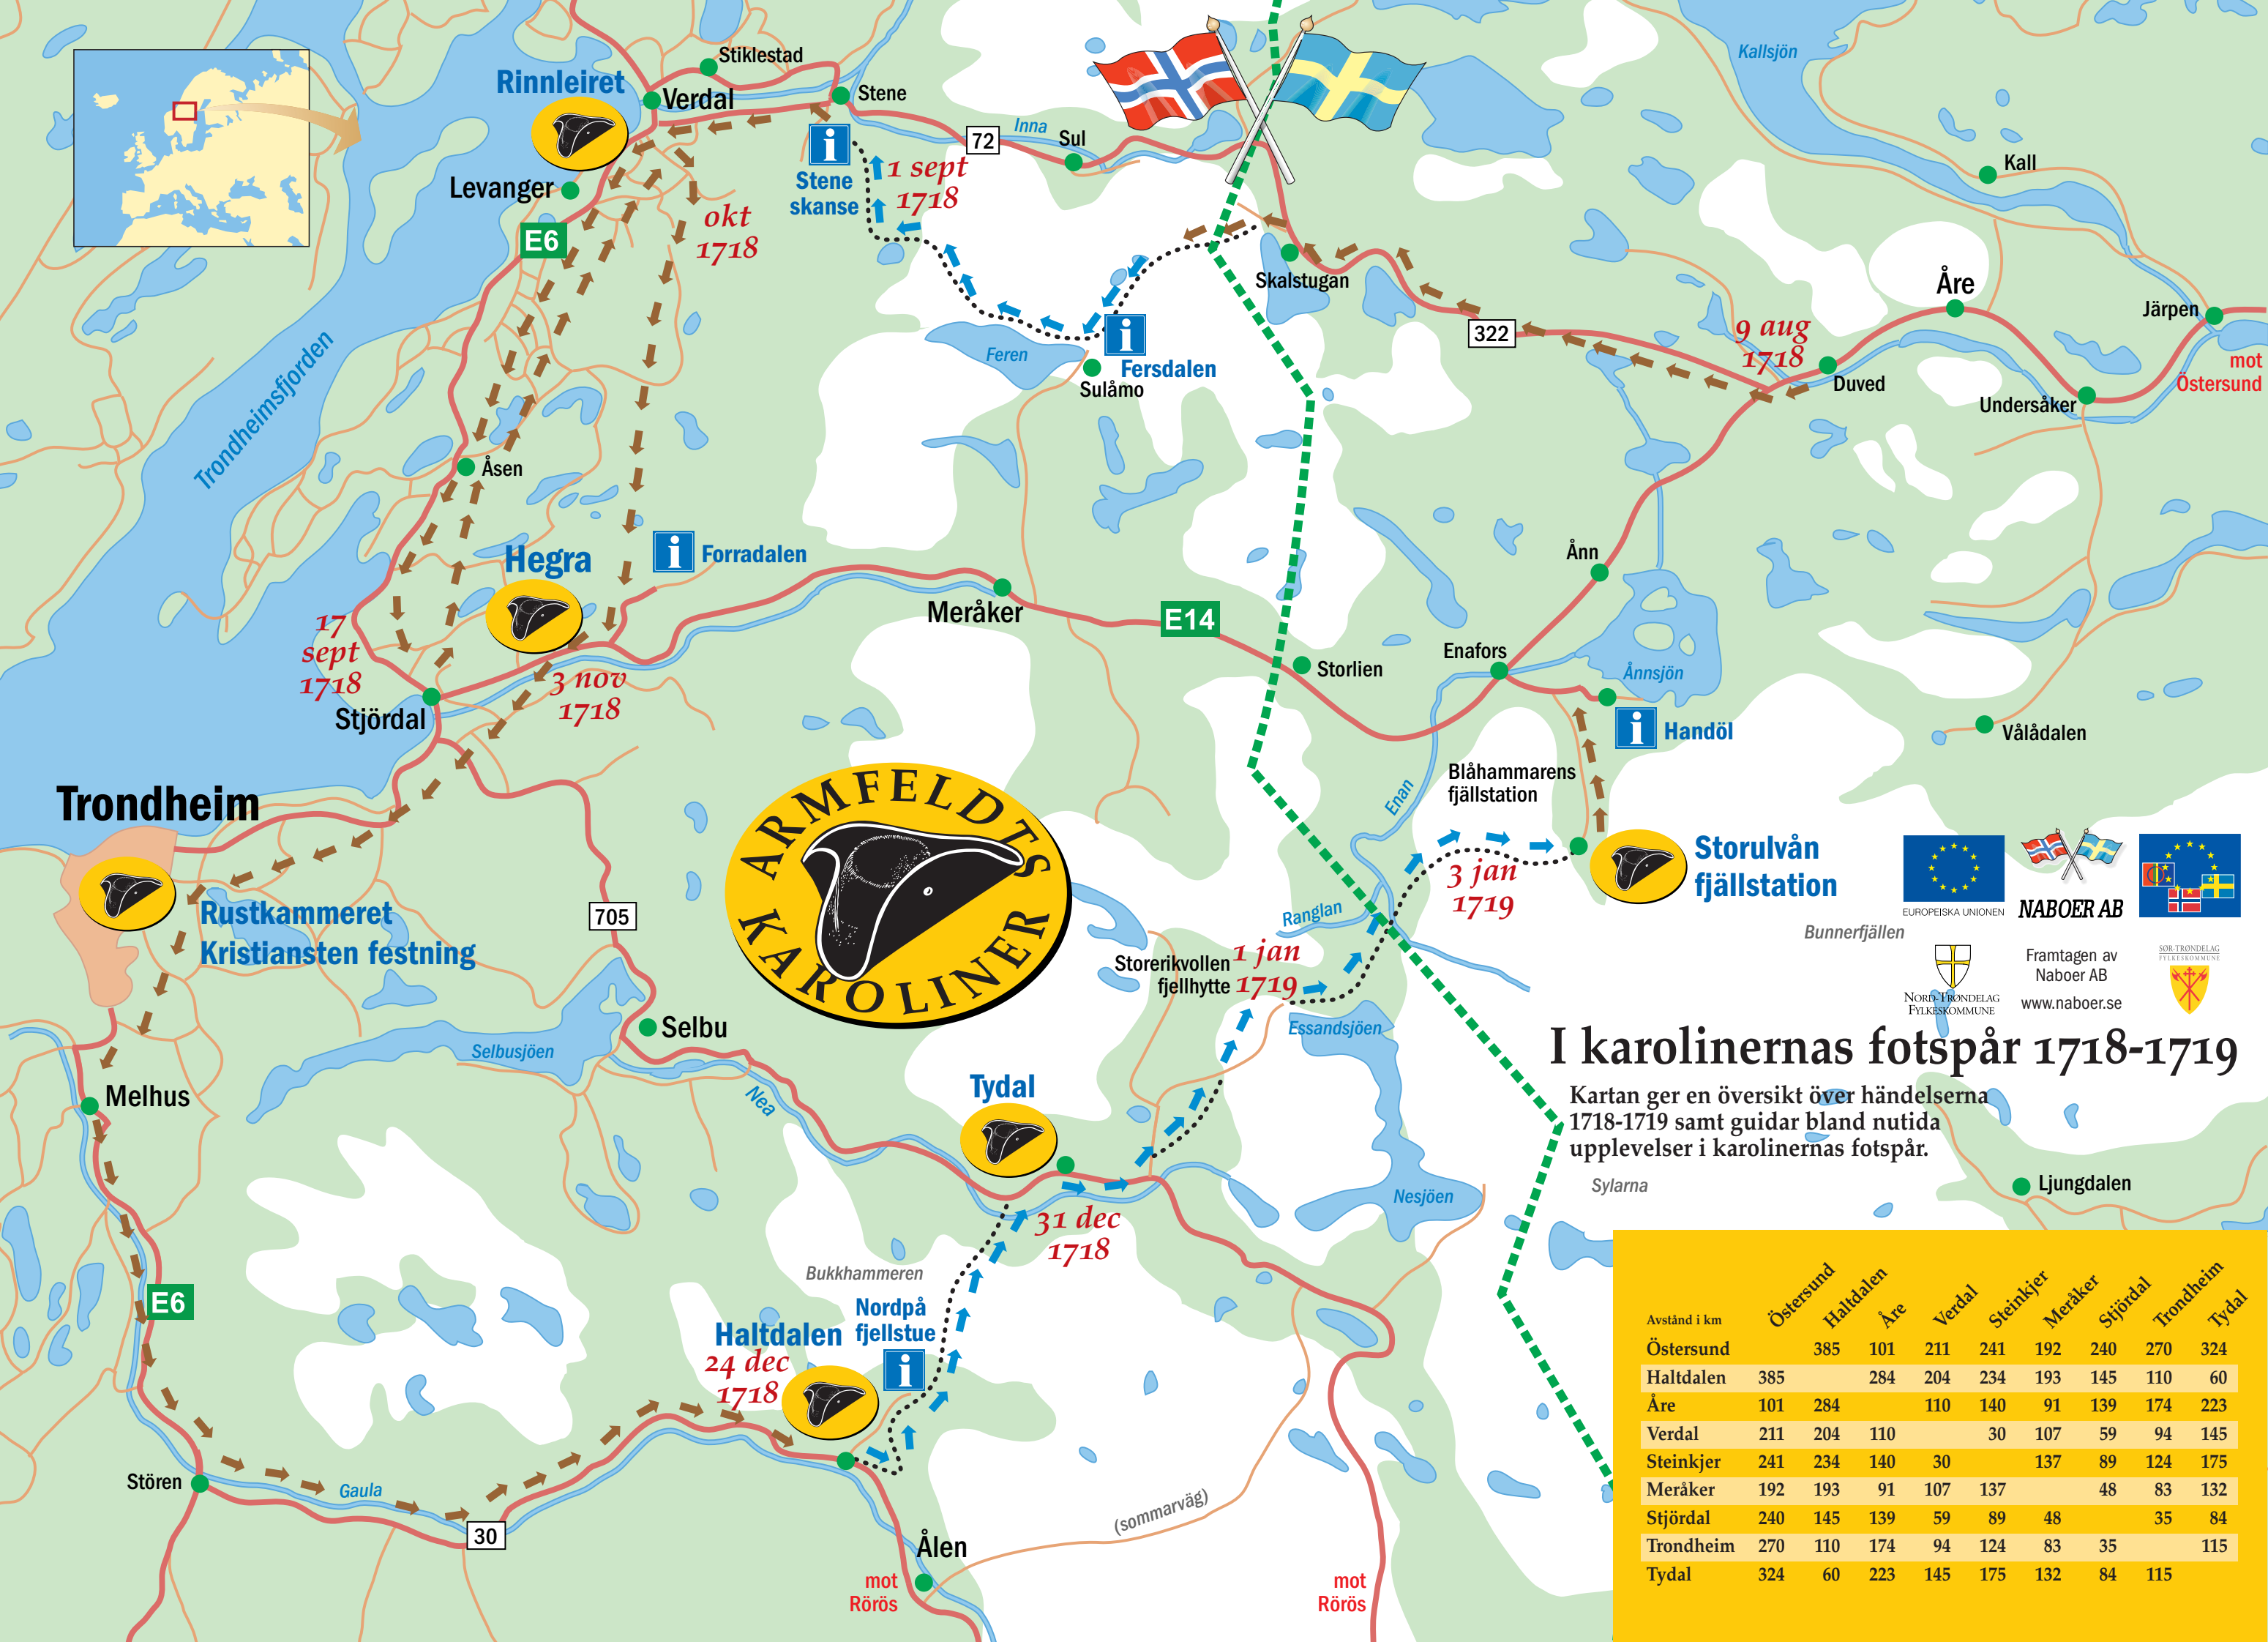 Kallsjön
Stiklestad
Rinnleiret
Verdal
Stene
72
Inna
Sul
Kall
Levanger
Stene
skanse
1 sept
1718
okt
1718
E6
Skalstugan
Åre
Järpen
322
9 aug
1718
mot
Östersund
Duved
Undersåker
Feren
Fersdalen
Sulåmo
Trondheimsfjorden
Åsen
Hegra
Forradalen
Ånn
Meråker
E14
17
sept
1718
Enafors
Storlien
Ånnsjön
3 nov
1718
Stjördal
Handöl
Vålådalen
Blåhammarens
fjällstation
Enan
Trondheim
ARMFELDTS
KAROLINER
Storulvån
fjällstation
3 jan
1719
Rustkammeret
Kristiansten festning
705
Ranglan
Bunnerfjällen
EUROPEISKA UNIONEN
NABOER AB
Storerikvollen
fjellhytte
1 jan
1719
NORD-TRØNDELAG
FYLKESKOMMUNE
Framtagen av
Naboer AB
www.naboer.se
SØR-TRØNDELAG
FYLKESKOMMUNE
Selbu
Selbusjöen
Essandsjöen
I karolinernas fotspår 1718-1719
Kartan ger en översikt över händelserna
1718-1719 samt guidar bland nutida
upplevelser i karolinernas fotspår.
Melhus
Nea
Tydal
Sylarna
Nesjöen
Ljungdalen
31 dec
1718
Bukkhammeren
E6
Nordpå
fjellstue
Haltdalen
24 dec
1718
Stören
Gaula
30
(sommarväg)
Ålen
mot
Rörös
mot
Rörös
Avstånd i km Östersund Haltdalen Åre Verdal Steinkjer Meråker Stjördal Trondheim Tydal
Östersund 385 101 211 241 192 240 270 324
Haltdalen 385 284 204 234 193 145 110 60
Åre 101 284 110 140 91 139 174 223
Verdal 211 204 110 30 107 59 94 145
Steinkjer 241 234 140 30 137 89 124 175
Meråker 192 193 91 107 137 48 83 132
Stjördal 240 145 139 59 89 48 35 84
Trondheim 270 110 174 94 124 83 35 115
Tydal 324 60 223 145 175 132 84 115